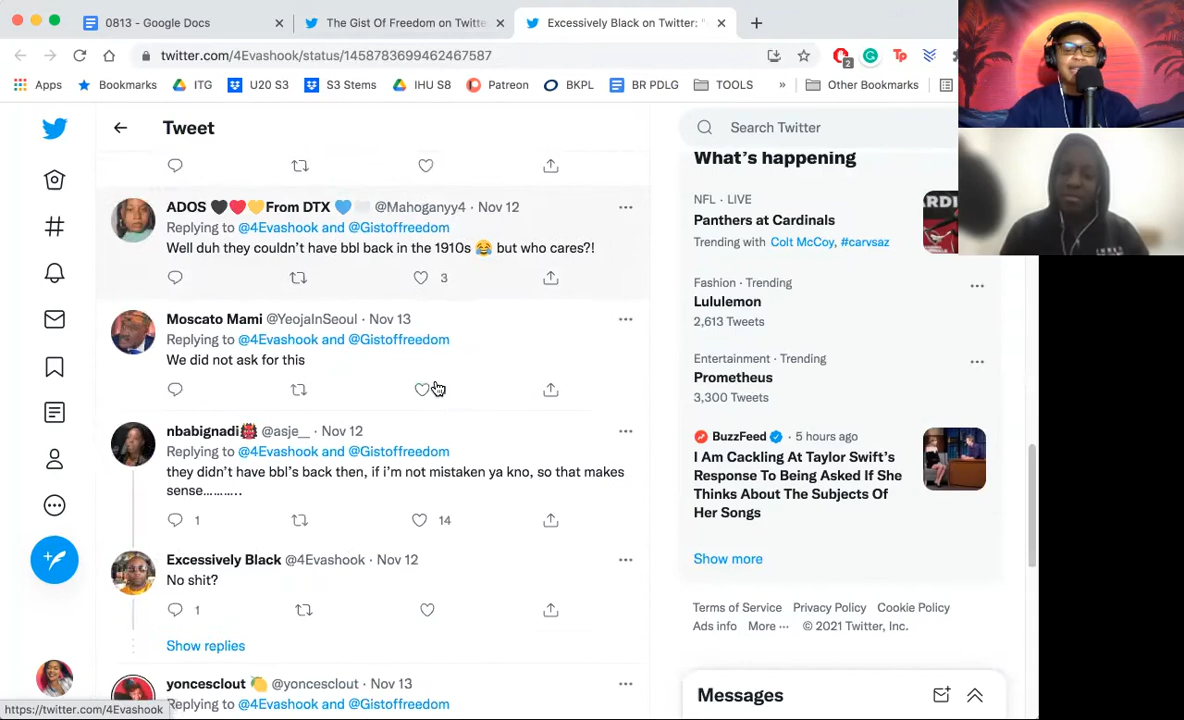 0813 - Google Docs
The Gist Of Freedom on Twitte
Excessively Black on Twitter: "
twitter.com/4Evashook/status/1458783699462467587
2
Apps
Bookmarks
ITG
U20 S3
S3 Stems
IHU S8
Patreon
BKPL
BR PDLG
TOOLS
»
Other Bookmarks
Tweet
ADOS 🖤❤️💛From DTX 💙 @Mahoganyy4 · Nov 12
Replying to @4Evashook and @Gistoffreedom
Well duh they couldn't have bbl back in the 1910s 😂 but who cares?!
3
Moscato Mami @YeojaInSeoul · Nov 13
Replying to @4Evashook and @Gistoffreedom
We did not ask for this
nbabignadi👹 @asje__ · Nov 12
Replying to @4Evashook and @Gistoffreedom
they didn't have bbl's back then, if i'm not mistaken ya kno, so that makes
sense..........
1
14
Excessively Black @4Evashook · Nov 12
No shit?
1
Show replies
yoncesclout 🍋 @yoncesclout · Nov 13
Replying to @4Evashook and @Gistoffreedom
https://twitter.com/4Evashook
Search Twitter
What's happening
NFL · LIVE
Panthers at Cardinals
Trending with Colt McCoy, #carvsaz
Fashion · Trending
Lululemon
2,613 Tweets
Entertainment · Trending
Prometheus
3,300 Tweets
BuzzFeed · 5 hours ago
I Am Cackling At Taylor Swift's
Response To Being Asked If She
Thinks About The Subjects Of
Her Songs
Show more
Terms of Service Privacy Policy Cookie Policy
Ads info More ··· © 2021 Twitter, Inc.
Messages